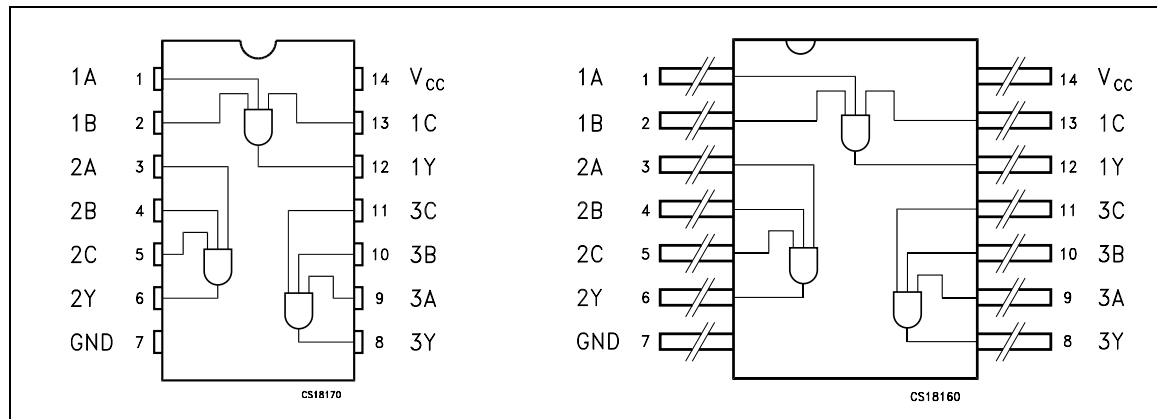 1A 1 14 VCC
1B 2 13 1C
2A 3 12 1Y
2B 4 11 3C
2C 5 10 3B
2Y 6 9 3A
GND 7 8 3Y
CS18170
1A 1 14 VCC
1B 2 13 1C
2A 3 12 1Y
2B 4 11 3C
2C 5 10 3B
2Y 6 9 3A
GND 7 8 3Y
CS18160